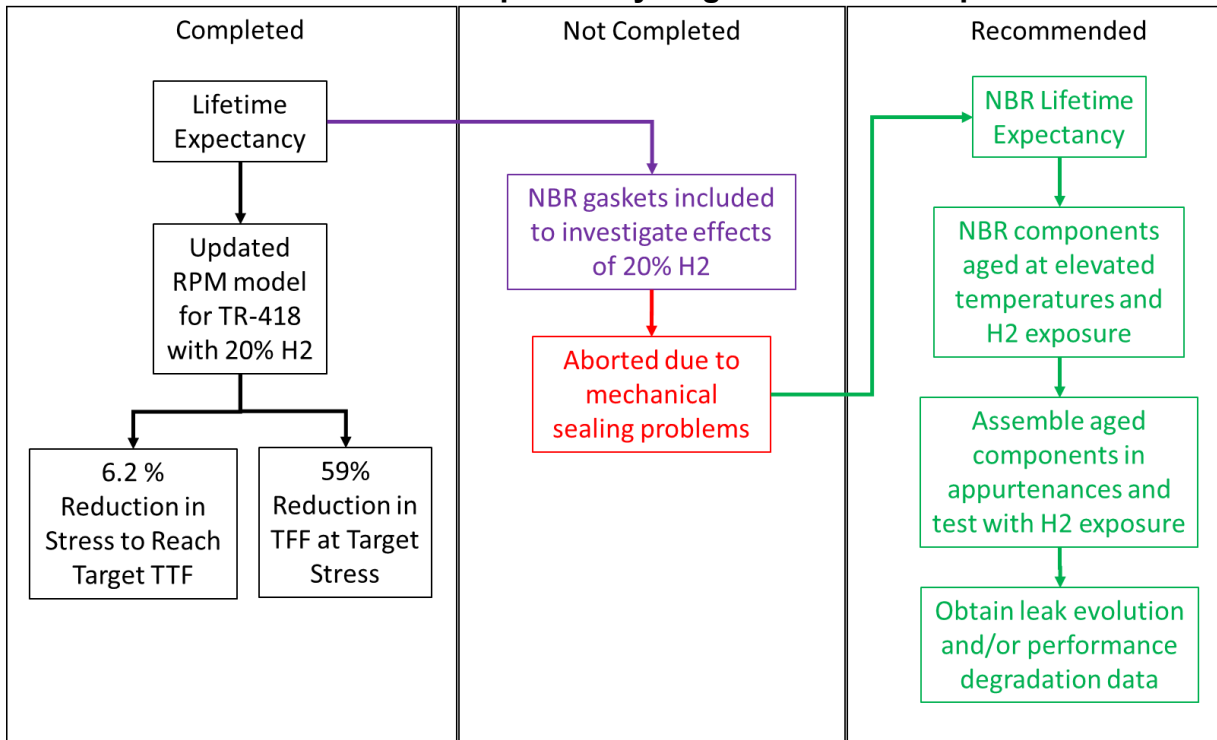 Completed
Lifetime
Expectancy
Updated
RPM model
for TR-418
with 20% H2
6.2 %
Reduction in
Stress to Reach
Target TTF
59%
Reduction in
TFF at Target
Stress
Not Completed
NBR gaskets included
to investigate effects
of 20% H2
Aborted due to
mechanical
sealing problems
Recommended
NBR Lifetime
Expectancy
NBR components
aged at elevated
temperatures and
H2 exposure
Assemble aged
components in
appurtenances and
test with H2 exposure
Obtain leak evolution
and/or performance
degradation data